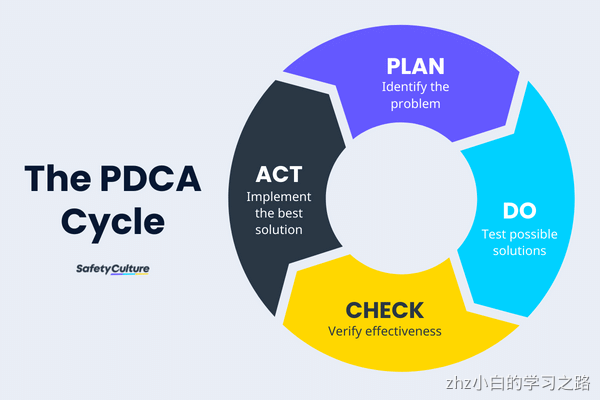 The PDCA
Cycle
SafetyCulture
PLAN
Identify the
problem
DO
Test possible
solutions
CHECK
Verify effectiveness
ACT
Implement
the best
solution
zhz小白的学习之路